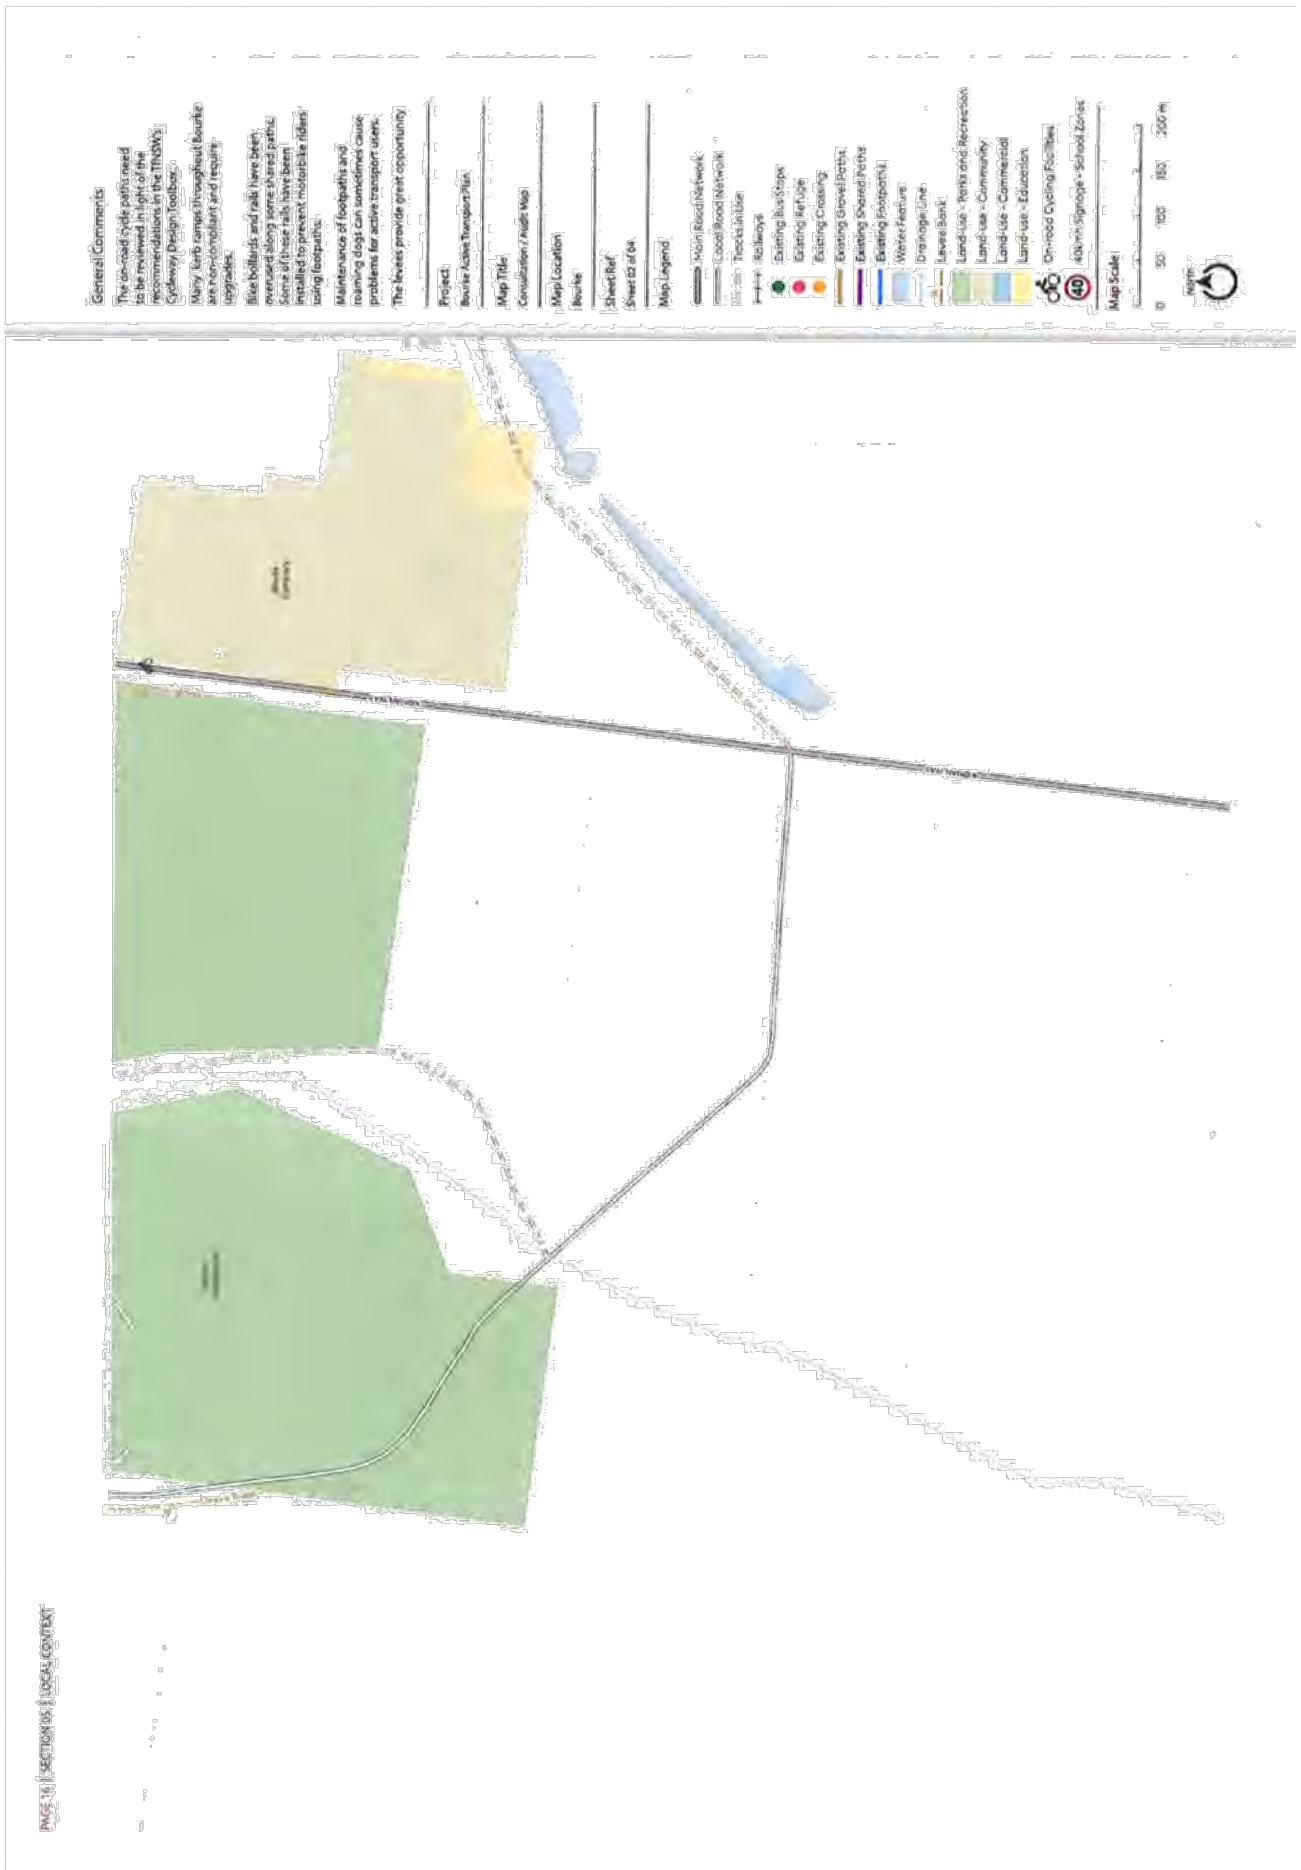 PAGE 16 | SECTION 05 | LOCAL CONTEXT
General Comments
The on-road cycle paths need
to be reviewed in light of the
recommendations in the TfNSW's
Cycleway Design Toolbox.
Many kerb ramps throughout Bourke
are non-compliant and require
upgrades.
Bike bollards and rails have been
overused along some shared paths.
Some of these rails have been
installed to prevent motorbike riders
using footpaths.
Maintenance of footpaths and
roaming dogs can sometimes cause
problems for active transport users.
The levees provide great opportunity
Project
Bourke Active Transport Plan
Map Title
Consultation / Audit Map
Map Location
Bourke
Sheet Ref
Sheet 02 of 04
Map Legend
Main Road Network
Local Road Network
Tracks in Use
Railways
Existing Bus Stops
Existing Refuge
Existing Crossing
Existing Gravel Paths
Existing Shared Paths
Existing Footpaths
Water Feature
Drainage Line
Levee Bank
Land-use - Parks and Recreation
Land-use - Community
Land-use - Commercial
Land-use - Education
On-road Cycling Facilities
40
40km Signage - School Zones
Map Scale
0 50 100 150 200 m
North